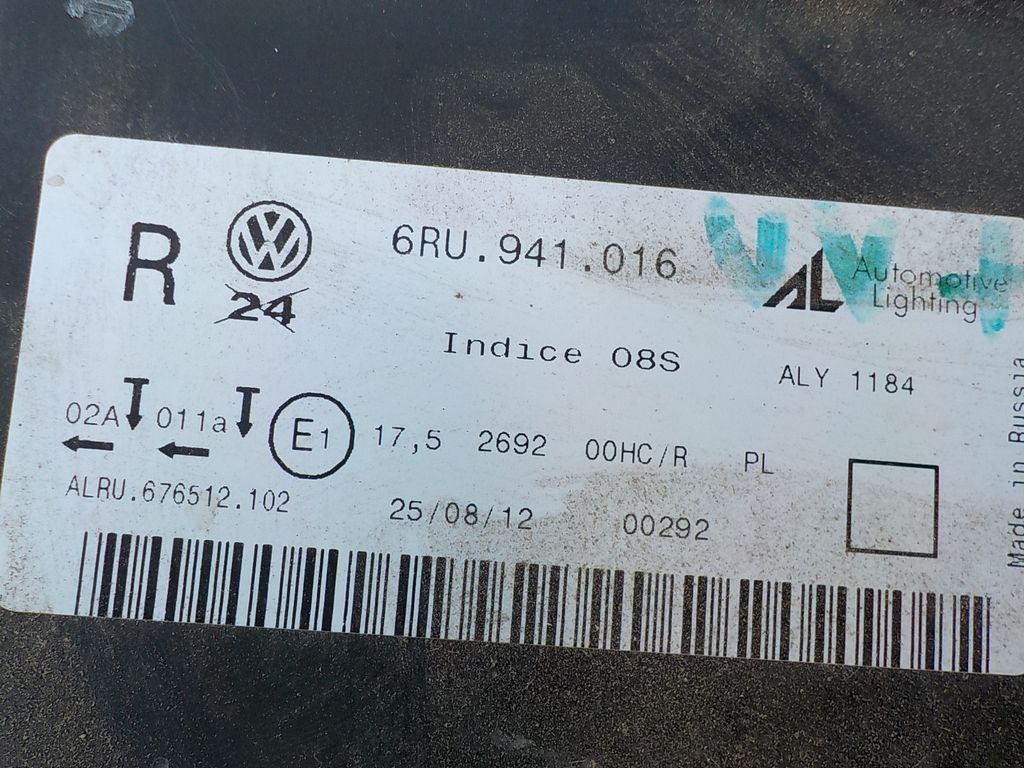 R 6RU.941.016
24
AL Automotive
Lighting
Indice 08S ALY 1184
02A 011a E1 17,5 2692 00HC/R PL
ALRU.676512.102 25/08/12 00292
Made in Russia